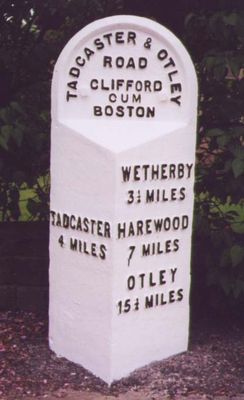 TADCASTER & OTLEY
ROAD
CLIFFORD
CUM
BOSTON
WETHERBY
3½ MILES
TADCASTER
4 MILES
HAREWOOD
7 MILES
OTLEY
15½ MILES